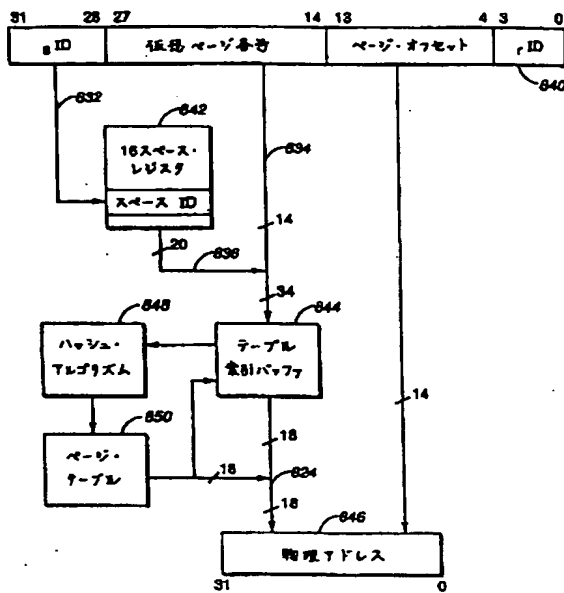 31 28 27 14 13 4 3 0
s ID 仮想ページ番号 ページ・オフセット r ID
832 840
842
16スペース・
レジスタ
スペース ID
834
14
20
836
34
848 844
ハッシュ・
アルゴリズム
テーブル
索引バッファ
850
ページ・
テーブル
18
14
18
824
18
846
物理アドレス
31 0